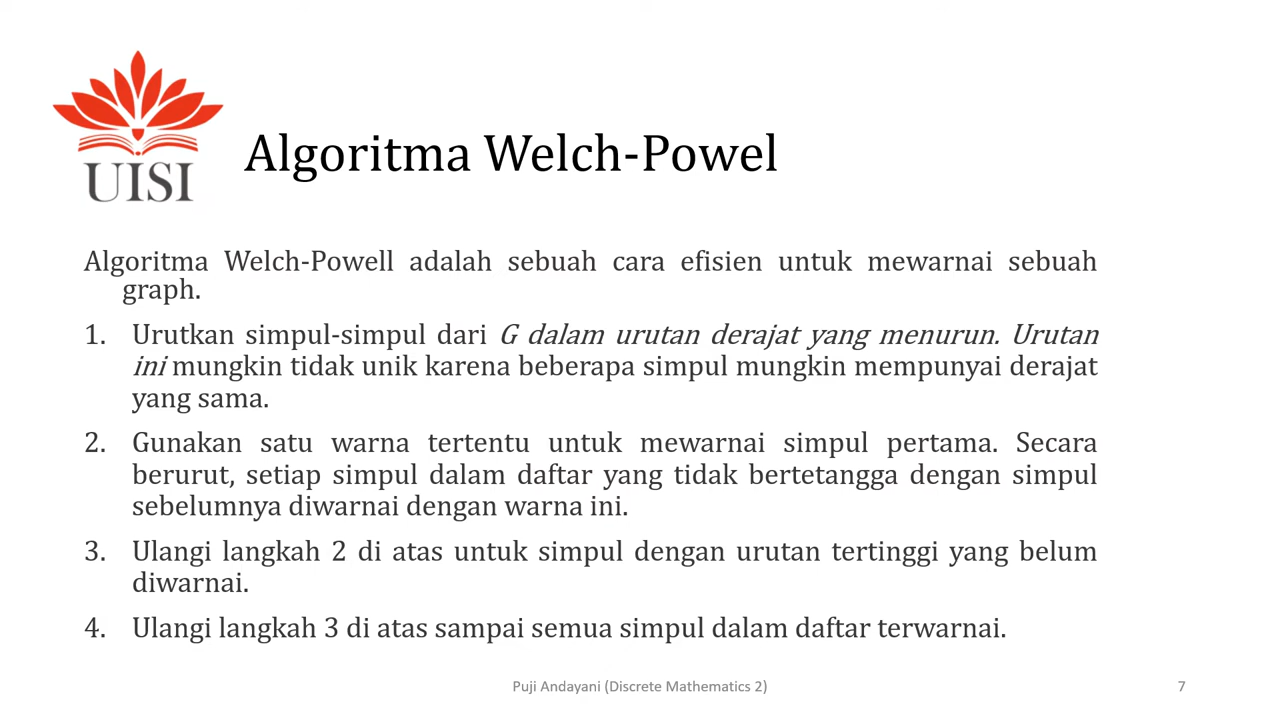 UISI
Algoritma Welch-Powel
Algoritma Welch-Powell adalah sebuah cara efisien untuk mewarnai sebuah
graph.
1. Urutkan simpul-simpul dari G dalam urutan derajat yang menurun. Urutan
ini mungkin tidak unik karena beberapa simpul mungkin mempunyai derajat
yang sama.
2. Gunakan satu warna tertentu untuk mewarnai simpul pertama. Secara
berurut, setiap simpul dalam daftar yang tidak bertetangga dengan simpul
sebelumnya diwarnai dengan warna ini.
3. Ulangi langkah 2 di atas untuk simpul dengan urutan tertinggi yang belum
diwarnai.
4. Ulangi langkah 3 di atas sampai semua simpul dalam daftar terwarnai.
Puji Andayani (Discrete Mathematics 2)
7